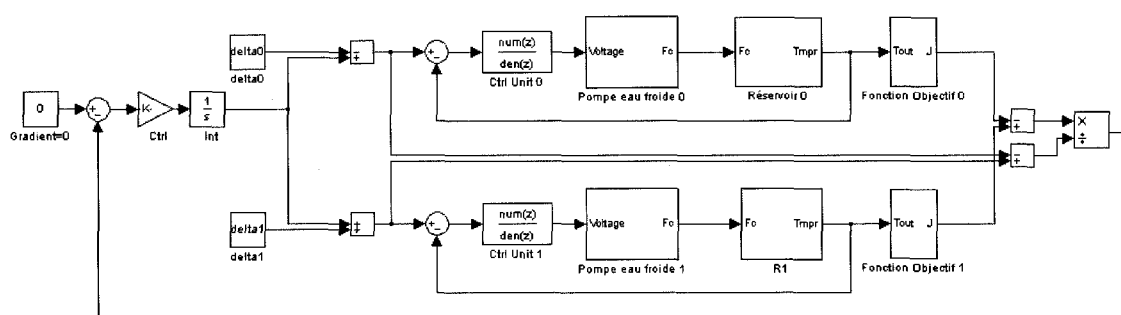 delta0
delta0
num(z)
den(z)
Ctrl Unit 0
Voltage Fc
Pompe eau froide 0
Fc Tmpr
Réservoir 0
Tout J
Fonction Objectif 0
0
Gradient=0
K-
Ctrl
1
s
Int
delta1
delta1
num(z)
den(z)
Ctrl Unit 1
Voltage Fc
Pompe eau froide 1
Fc Tmpr
R1
Tout J
Fonction Objectif 1